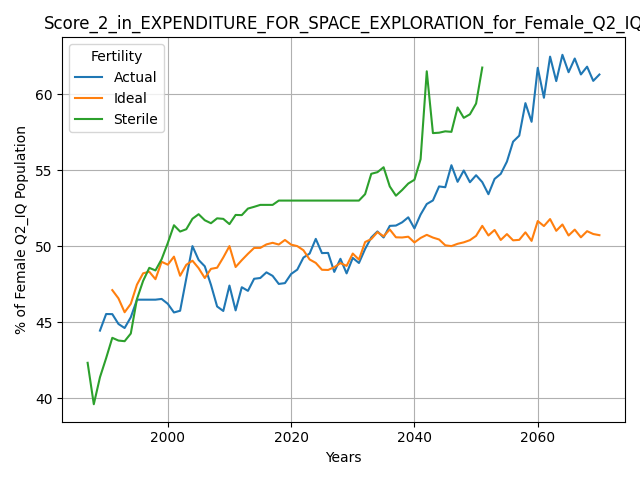 Score_2_in_EXPENDITURE_FOR_SPACE_EXPLORATION_for_Female_Q2_IQ
Fertility
Actual
Ideal
Sterile
% of Female Q2_IQ Population
60
55
50
45
40
2000
2020
2040
2060
Years